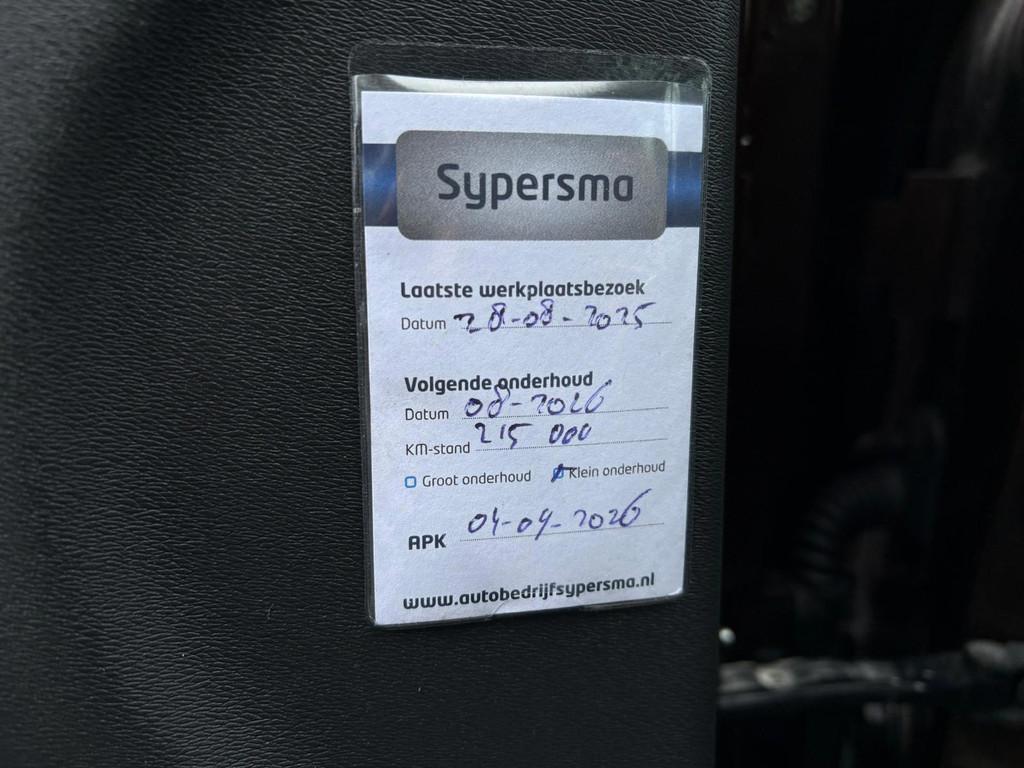 Sypersma
Laatste werkplaatsbezoek
Datum 28-08-2025
Volgende onderhoud
Datum 08-2026
KM-stand 215 000
Groot onderhoud Klein onderhoud
APK 04-09-2026
www.autobedrijfsypersma.nl